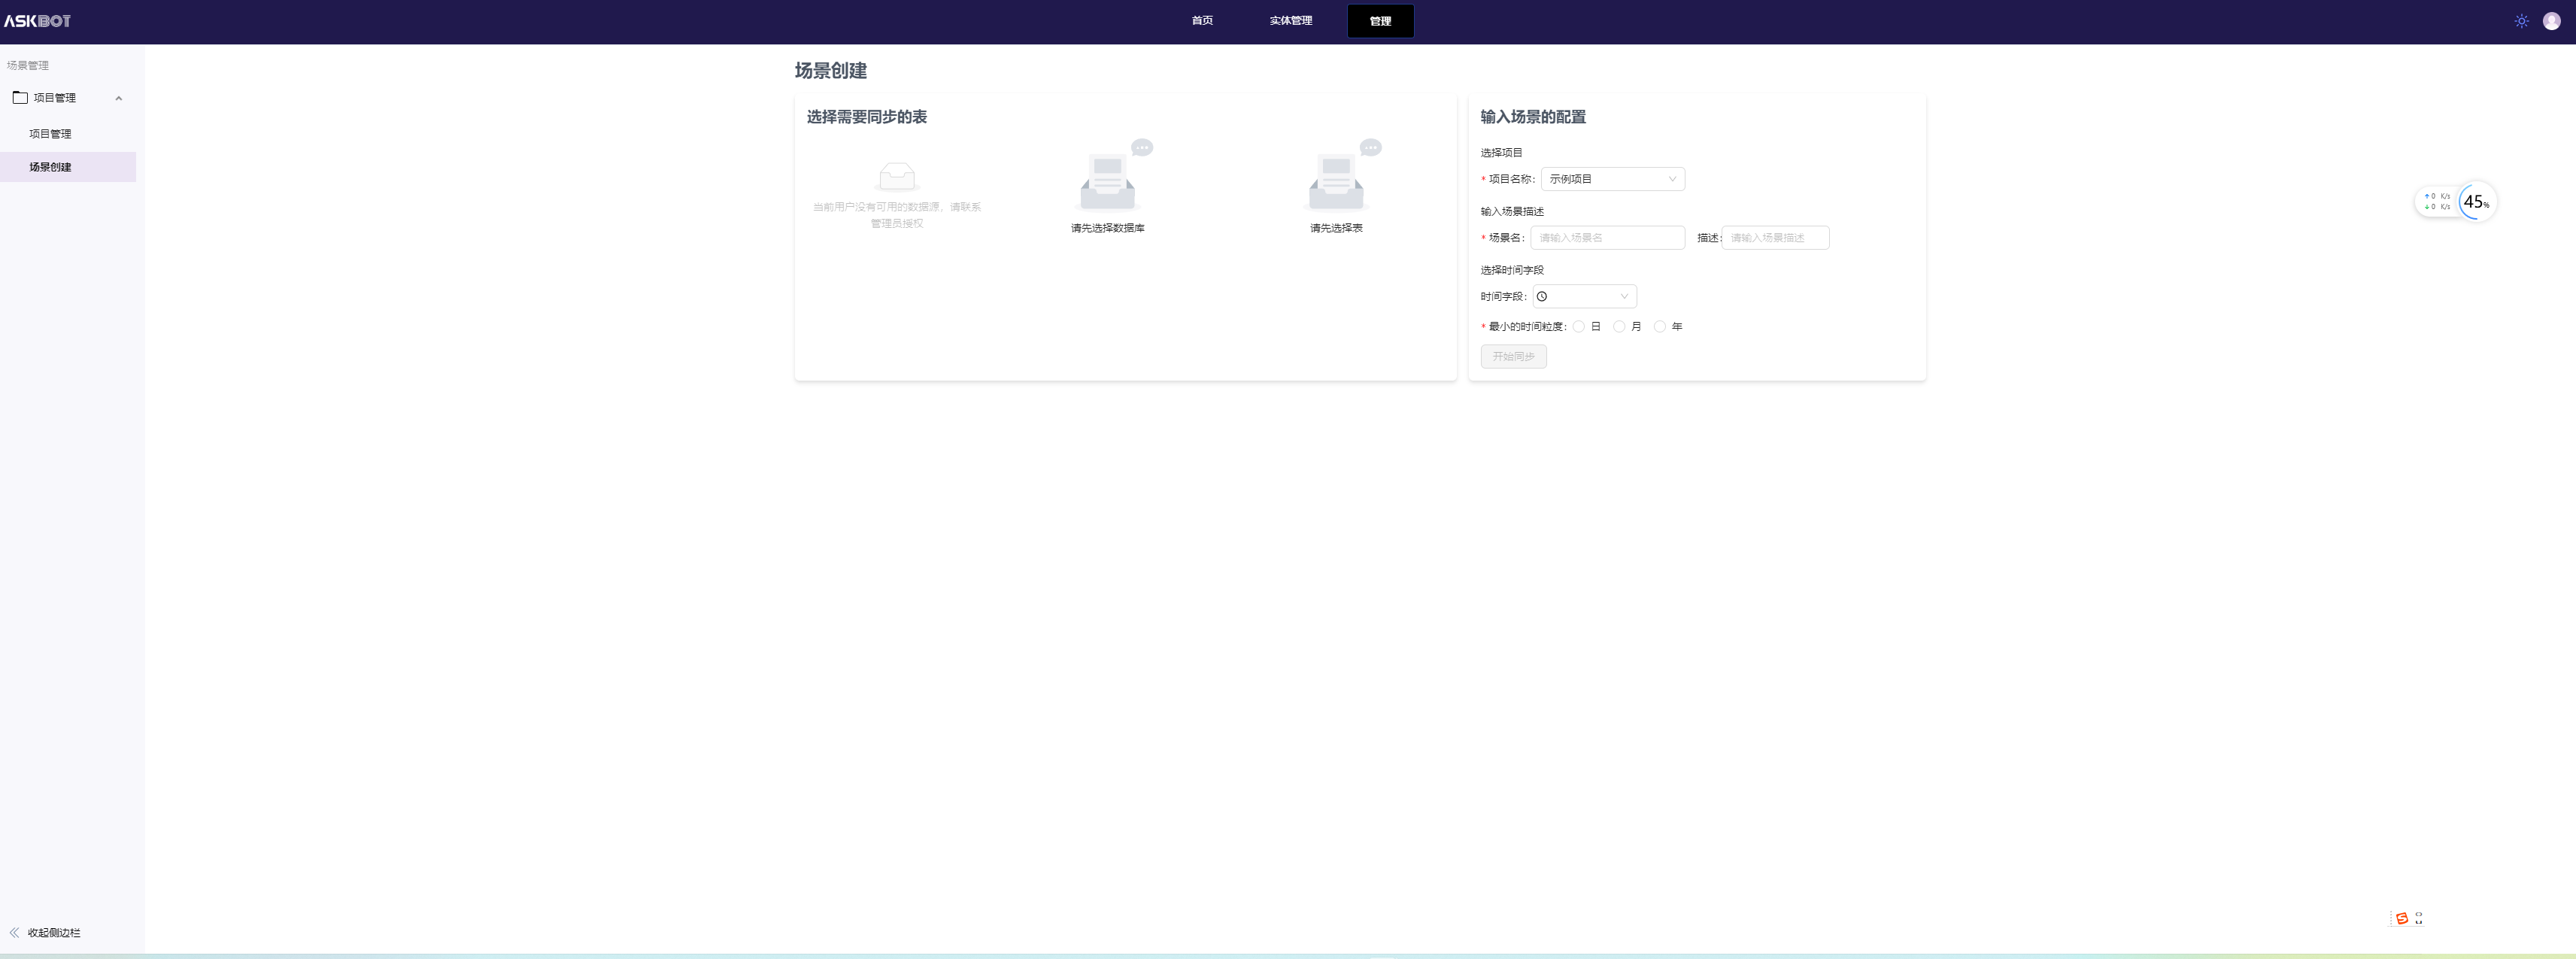 ASKBOT
首页
实体管理
管理
场景管理
项目管理
项目管理
场景创建
场景创建
选择需要同步的表
当前用户没有可用的数据源，请联系
管理员授权
请先选择数据库
请先选择表
输入场景的配置
选择项目
* 项目名称： 示例项目
输入场景描述
* 场景名： 请输入场景名 描述： 请输入场景描述
选择时间字段
时间字段：
* 最小的时间粒度： 日 月 年
开始同步
↑ 0 K/s
↓ 0 K/s
45%
收起侧边栏